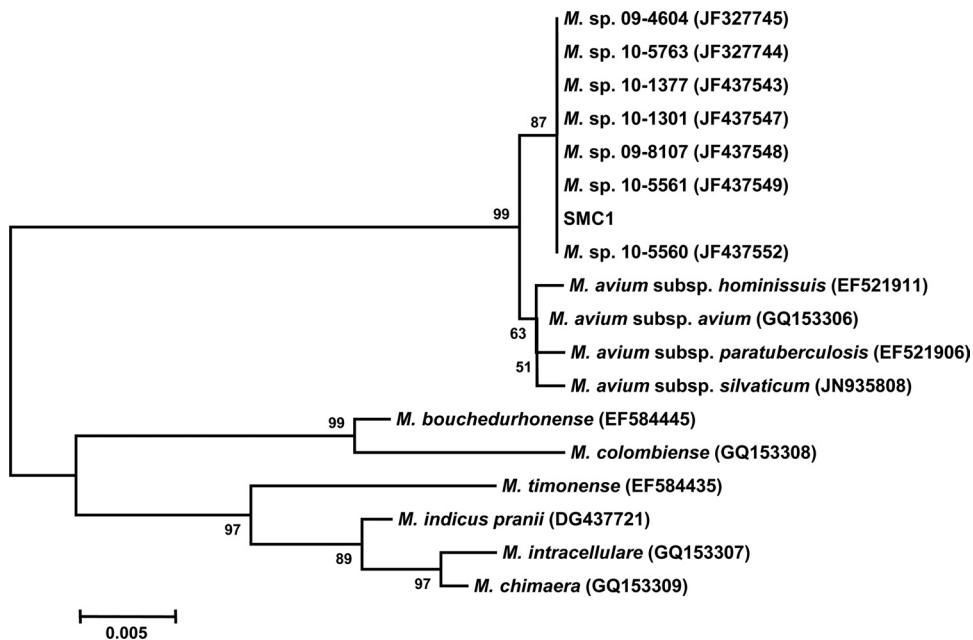 M. sp. 09-4604 (JF327745)
M. sp. 10-5763 (JF327744)
M. sp. 10-1377 (JF437543)
87
M. sp. 10-1301 (JF437547)
M. sp. 09-8107 (JF437548)
M. sp. 10-5561 (JF437549)
99
SMC1
M. sp. 10-5560 (JF437552)
M. avium subsp. hominissuis (EF521911)
M. avium subsp. avium (GQ153306)
63
M. avium subsp. paratuberculosis (EF521906)
51
M. avium subsp. silvaticum (JN935808)
99
M. bouchedurhonense (EF584445)
M. colombiense (GQ153308)
M. timonense (EF584435)
97
M. indicus pranii (DG437721)
89
M. intracellulare (GQ153307)
97
M. chimaera (GQ153309)
0.005